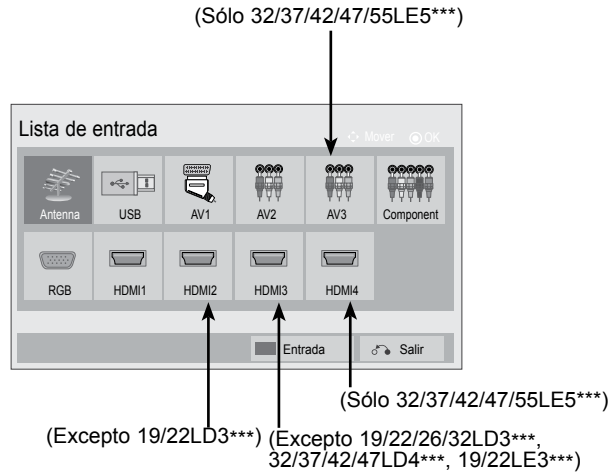 (Sólo 32/37/42/47/55LE5***)
Lista de entrada
Mover
OK
Antenna
USB
AV1
AV2
AV3
Component
RGB
HDMI1
HDMI2
HDMI3
HDMI4
Entrada
Salir
(Sólo 32/37/42/47/55LE5***)
(Excepto 19/22LD3***)
(Excepto 19/22/26/32LD3***,
32/37/42/47LD4***, 19/22LE3***)